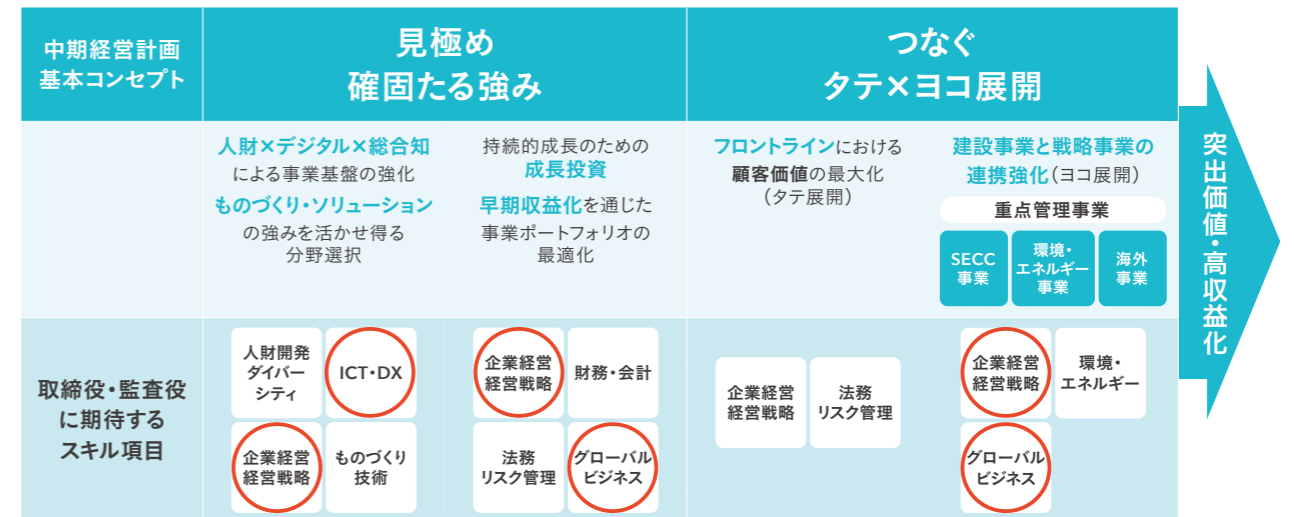 中期経営計画
基本コンセプト
見極め
確固たる強み
つなぐ
タテ×ヨコ展開
人財×デジタル×総合知
による事業基盤の強化
ものづくり・ソリューション
の強みを活かせ得る
分野選択
持続的成長のための
成長投資
早期収益化を通じた
事業ポートフォリオの
最適化
フロントラインにおける
顧客価値の最大化
(タテ展開)
建設事業と戦略事業の
連携強化(ヨコ展開)
重点管理事業
SECC
事業
環境・
エネルギー
事業
海外
事業
突出価値・高収益化
取締役・監査役
に期待する
スキル項目
人財開発
ダイバー
シティ
ICT・DX
企業経営
経営戦略
ものづくり
技術
企業経営
経営戦略
財務・会計
法務
リスク管理
グローバル
ビジネス
企業経営
経営戦略
法務
リスク管理
企業経営
経営戦略
環境・
エネルギー
グローバル
ビジネス